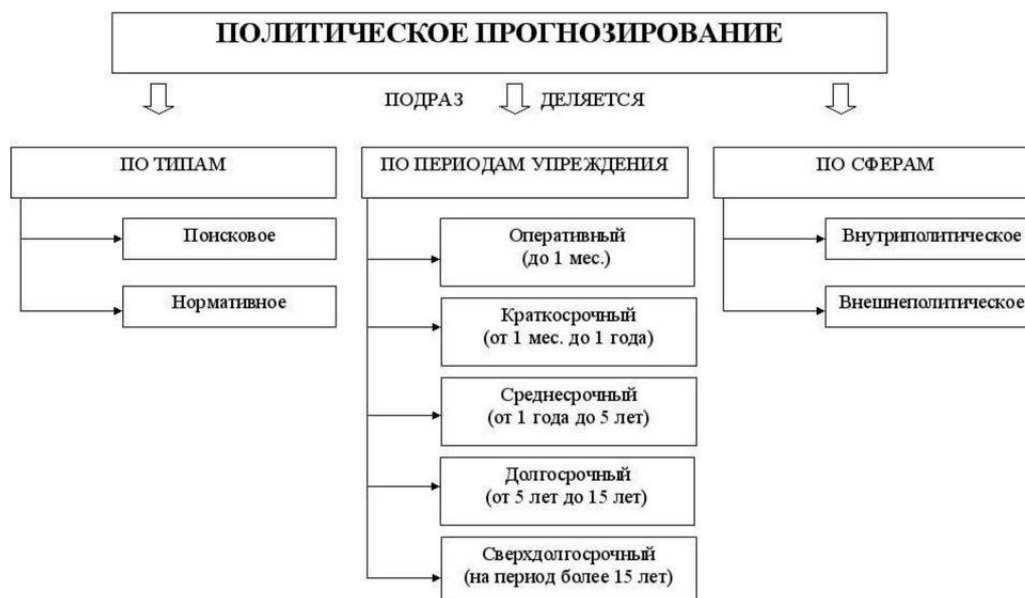 ПОЛИТИЧЕСКОЕ ПРОГНОЗИРОВАНИЕ
ПОДРАЗ ДЕЛЯЕТСЯ
ПО ТИПАМ
Поисковое
Нормативное
ПО ПЕРИОДАМ УПРЕЖДЕНИЯ
Оперативный
(до 1 мес.)
Краткосрочный
(от 1 мес. до 1 года)
Среднесрочный
(от 1 года до 5 лет)
Долгосрочный
(от 5 лет до 15 лет)
Сверхдолгосрочный
(на период более 15 лет)
ПО СФЕРАМ
Внутриполитическое
Внешнеполитическое